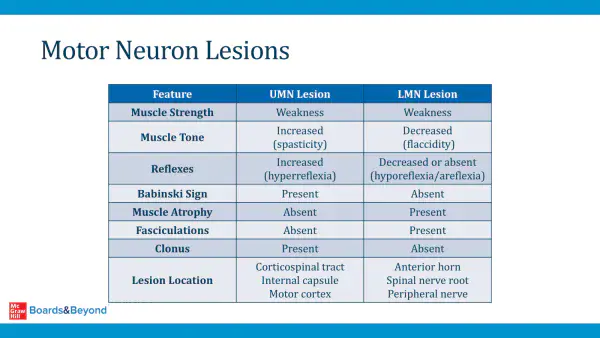 Motor Neuron Lesions
Feature UMN Lesion LMN Lesion
Muscle Strength Weakness Weakness
Muscle Tone Increased (spasticity) Decreased (flaccidity)
Reflexes Increased (hyperreflexia) Decreased or absent (hyporeflexia/areflexia)
Babinski Sign Present Absent
Muscle Atrophy Absent Present
Fasciculations Absent Present
Clonus Present Absent
Lesion Location Corticospinal tract Internal capsule Motor cortex Anterior horn Spinal nerve root Peripheral nerve
Mc
Graw
Hill
Boards&Beyond